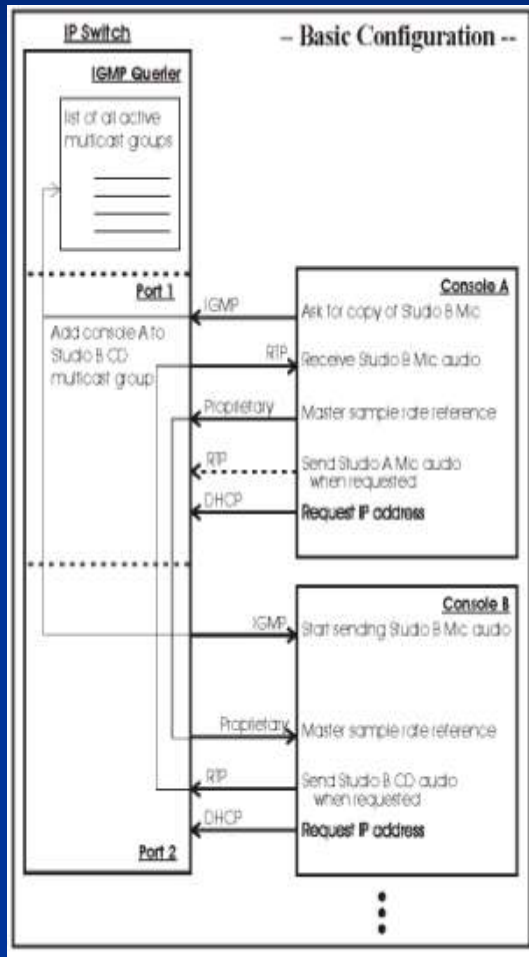 IP Switch
– Basic Configuration --
IGMP Querier
list of all active
multicast groups
Port 1
Add console A to
Studio B CD
multicast group
Console A
IGMP
Ask for copy of Studio B Mic
RTP
Receive Studio B Mic audio
Proprietary
Master sample rate reference
RTP
Send Studio A Mic audio
when requested
DHCP
Request IP address
Console B
IGMP
Start sending Studio B Mic audio
Proprietary
Master sample rate reference
RTP
Send Studio B CD audio
when requested
DHCP
Request IP address
Port 2